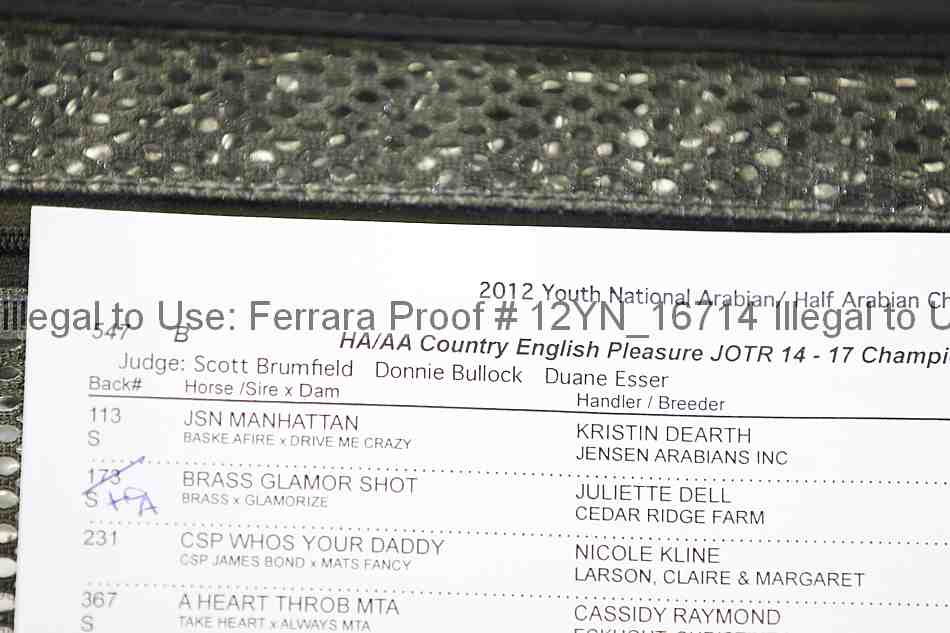 2012 Youth National Arabian/ Half Arabian Ch
Illegal to Use: Ferrara Proof # 12YN_16714 Illegal to U
547 B
HA/AA Country English Pleasure JOTR 14 - 17 Champi
Judge: Scott Brumfield Donnie Bullock Duane Esser
Back# Horse /Sire x Dam Handler / Breeder
113 JSN MANHATTAN KRISTIN DEARTH
S BASKE AFIRE x DRIVE ME CRAZY JENSEN ARABIANS INC
173 BRASS GLAMOR SHOT JULIETTE DELL
S BRASS x GLAMORIZE CEDAR RIDGE FARM
231 CSP WHOS YOUR DADDY NICOLE KLINE
CSP JAMES BOND x MATS FANCY LARSON, CLAIRE & MARGARET
367 A HEART THROB MTA CASSIDY RAYMOND
S TAKE HEART x ALWAYS MTA